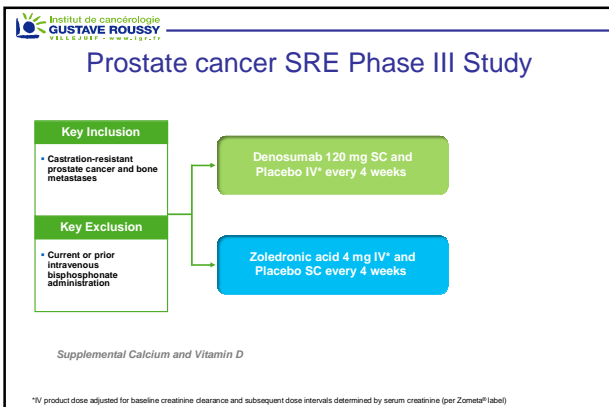 Institut de cancérologie
GUSTAVE ROUSSY
VILLEJUIF - www.igr.fr
Prostate cancer SRE Phase III Study
Key Inclusion
▪ Castration-resistant
prostate cancer and bone
metastases
Key Exclusion
▪ Current or prior
intravenous
bisphosphonate
administration
Denosumab 120 mg SC and
Placebo IV* every 4 weeks
Zoledronic acid 4 mg IV* and
Placebo SC every 4 weeks
Supplemental Calcium and Vitamin D
*IV product dose adjusted for baseline creatinine clearance and subsequent dose intervals determined by serum creatinine (per Zometa® label)